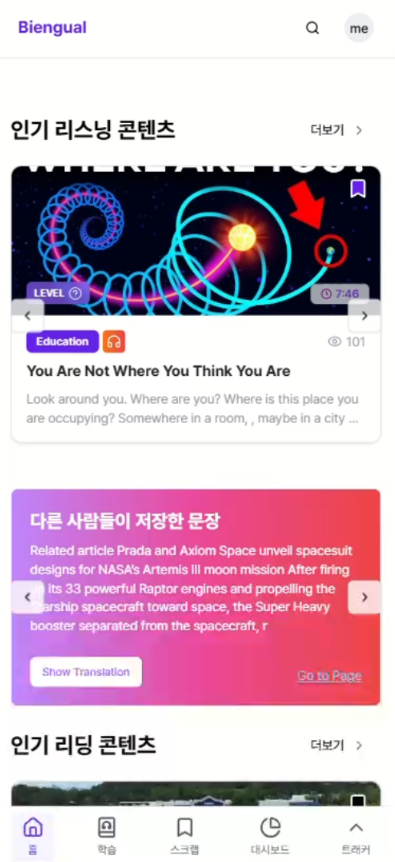 Biengual
me
인기 리스닝 콘텐츠
더보기
WHERE ARE YOU?
LEVEL
7:46
Education
101
You Are Not Where You Think You Are
Look around you. Where are you? Where is this place you
are occupying? Somewhere in a room, , maybe in a city ...
다른 사람들이 저장한 문장
Related article Prada and Axiom Space unveil spacesuit
designs for NASA's Artemis III moon mission After firing
its 33 powerful Raptor engines and propelling the
Starship spacecraft toward space, the Super Heavy
booster separated from the spacecraft, r
Show Translation
Go to Page
인기 리딩 콘텐츠
더보기
홈
학습
스크랩
대시보드
트래커